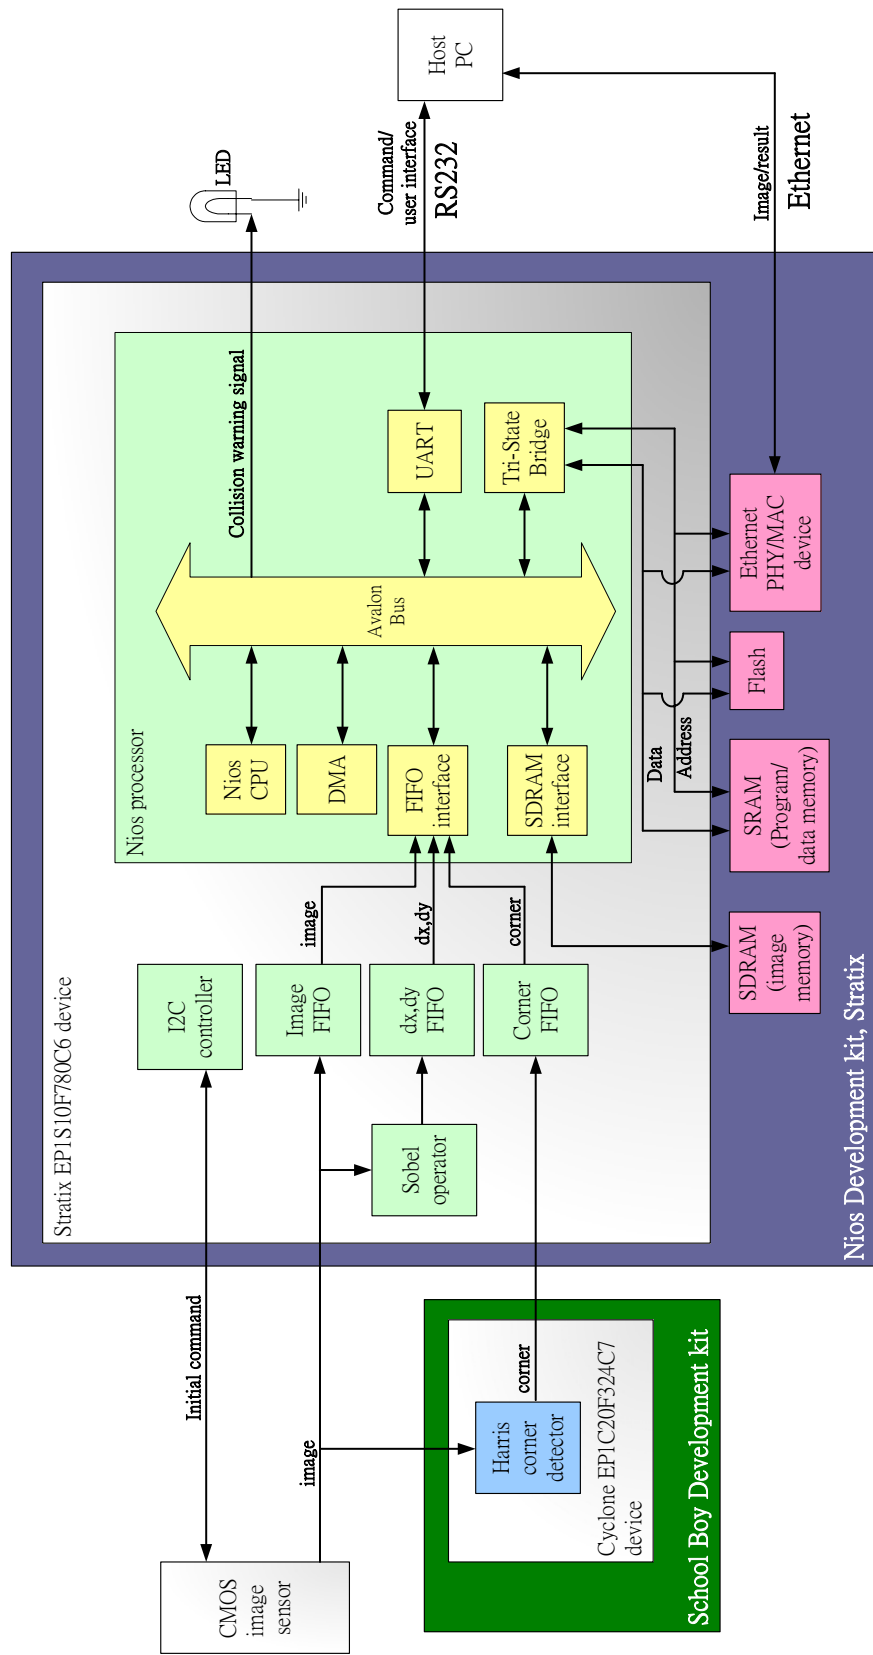 CMOS
image
sensor
Initial command
image
Harris
corner
detector
corner
Cyclone EP1C20F324C7
device
School Boy Development kit
Stratix EP1S10F780C6 device
I2C
controller
Image
FIFO
dx,dy
FIFO
Corner
FIFO
Sobel
operator
image
dx,dy
corner
Nios processor
Nios
CPU
DMA
FIFO
interface
SDRAM
interface
Avalon
Bus
UART
Tri-State
Bridge
Collision warning signal
LED
Command/
user interface
RS232
Host
PC
Image/result
Ethernet
Data
Address
SDRAM
(image
memory)
SRAM
(Program/
data memory)
Flash
Ethernet
PHY/MAC
device
Nios Development kit, Stratix